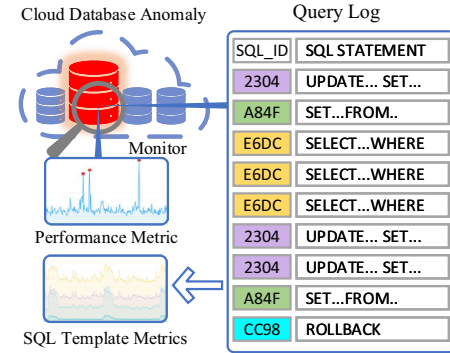 Cloud Database Anomaly
Monitor
Performance Metric
SQL Template Metrics
Query Log
SQL_ID SQL STATEMENT
2304 UPDATE... SET...
A84F SET...FROM..
E6DC SELECT...WHERE
E6DC SELECT...WHERE
E6DC SELECT...WHERE
2304 UPDATE... SET...
2304 UPDATE... SET...
A84F SET...FROM..
CC98 ROLLBACK